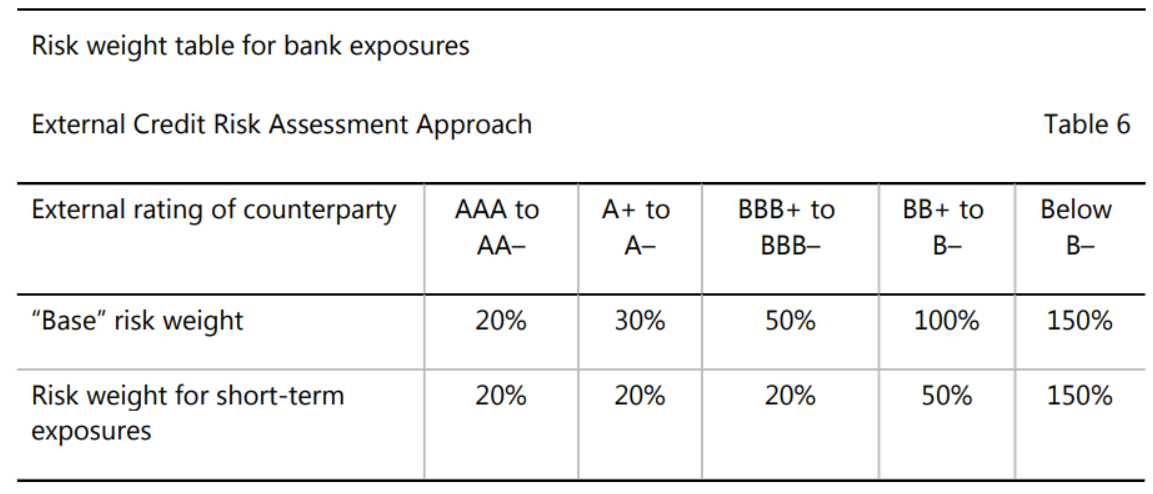 Risk weight table for bank exposures
External Credit Risk Assessment Approach Table 6
External rating of counterparty AAA to A+ to BBB+ to BB+ to Below
AA– A– BBB– B– B–
“Base” risk weight 20% 30% 50% 100% 150%
Risk weight for short-term 20% 20% 20% 50% 150%
exposures